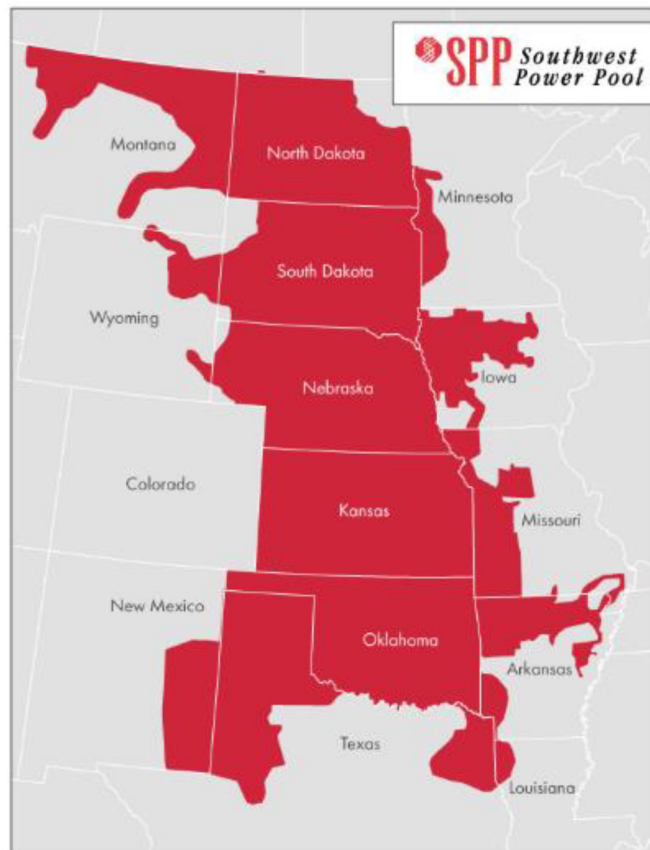 SPP Southwest
Power Pool
Montana
North Dakota
Minnesota
South Dakota
Wyoming
Iowa
Nebraska
Colorado
Kansas
Missouri
New Mexico
Oklahoma
Arkansas
Texas
Louisiana